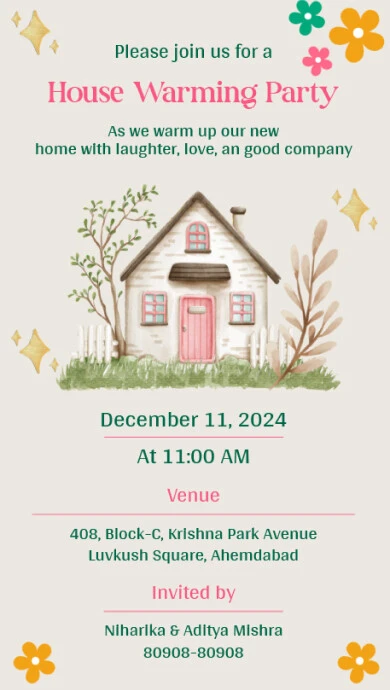 Please join us for a
House Warming Party
As we warm up our new
home with laughter, love, an good company
December 11, 2024
At 11:00 AM
Venue
408, Block-C, Krishna Park Avenue
Luvkush Square, Ahemdabad
Invited by
Niharika & Aditya Mishra
80908-80908